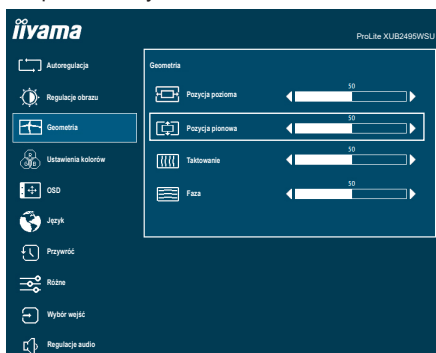 iiyama
ProLite XUB2495WSU
Autoregulacja
Regulacje obrazu
Geometria
Ustawienia kolorów
OSD
Język
Przywróć
Różne
Wybór wejść
Regulacje audio
Geometria
Pozycja pozioma
50
Pozycja pionowa
50
Taktowanie
50
Faza
50